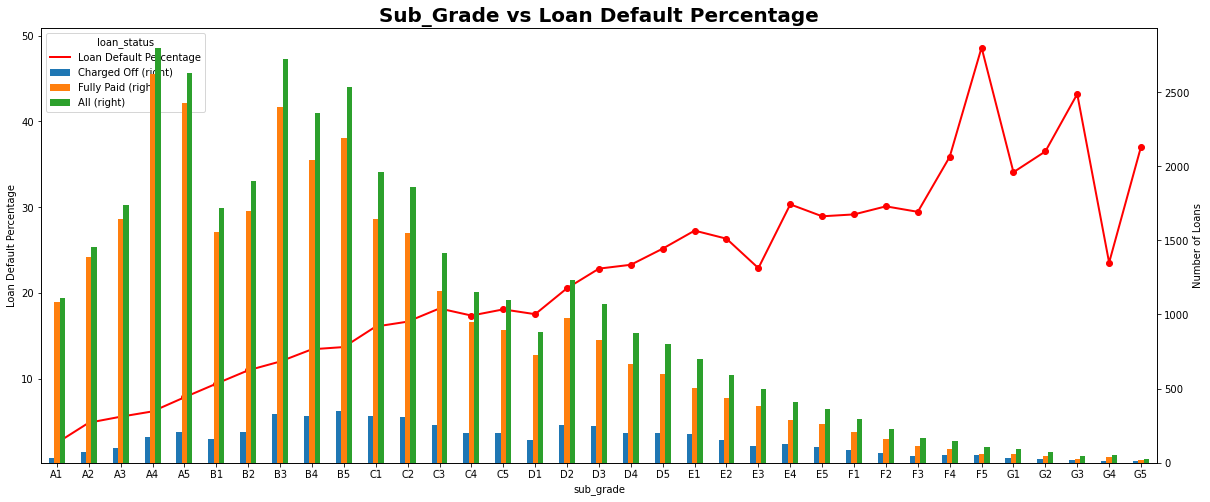 Sub_Grade vs Loan Default Percentage
loan_status
Loan Default Percentage
Charged Off (right)
Fully Paid (righ
All (right)
50
40
30
20
10
Loan Default Percentage
2500
2000
1500
1000
500
0
Number of Loans
A1 A2 A3 A4 A5 B1 B2 B3 B4 B5 C1 C2 C3 C4 C5 D1 D2 D3 D4 D5 E1 E2 E3 E4 E5 F1 F2 F3 F4 F5 G1 G2 G3 G4 G5
sub_grade